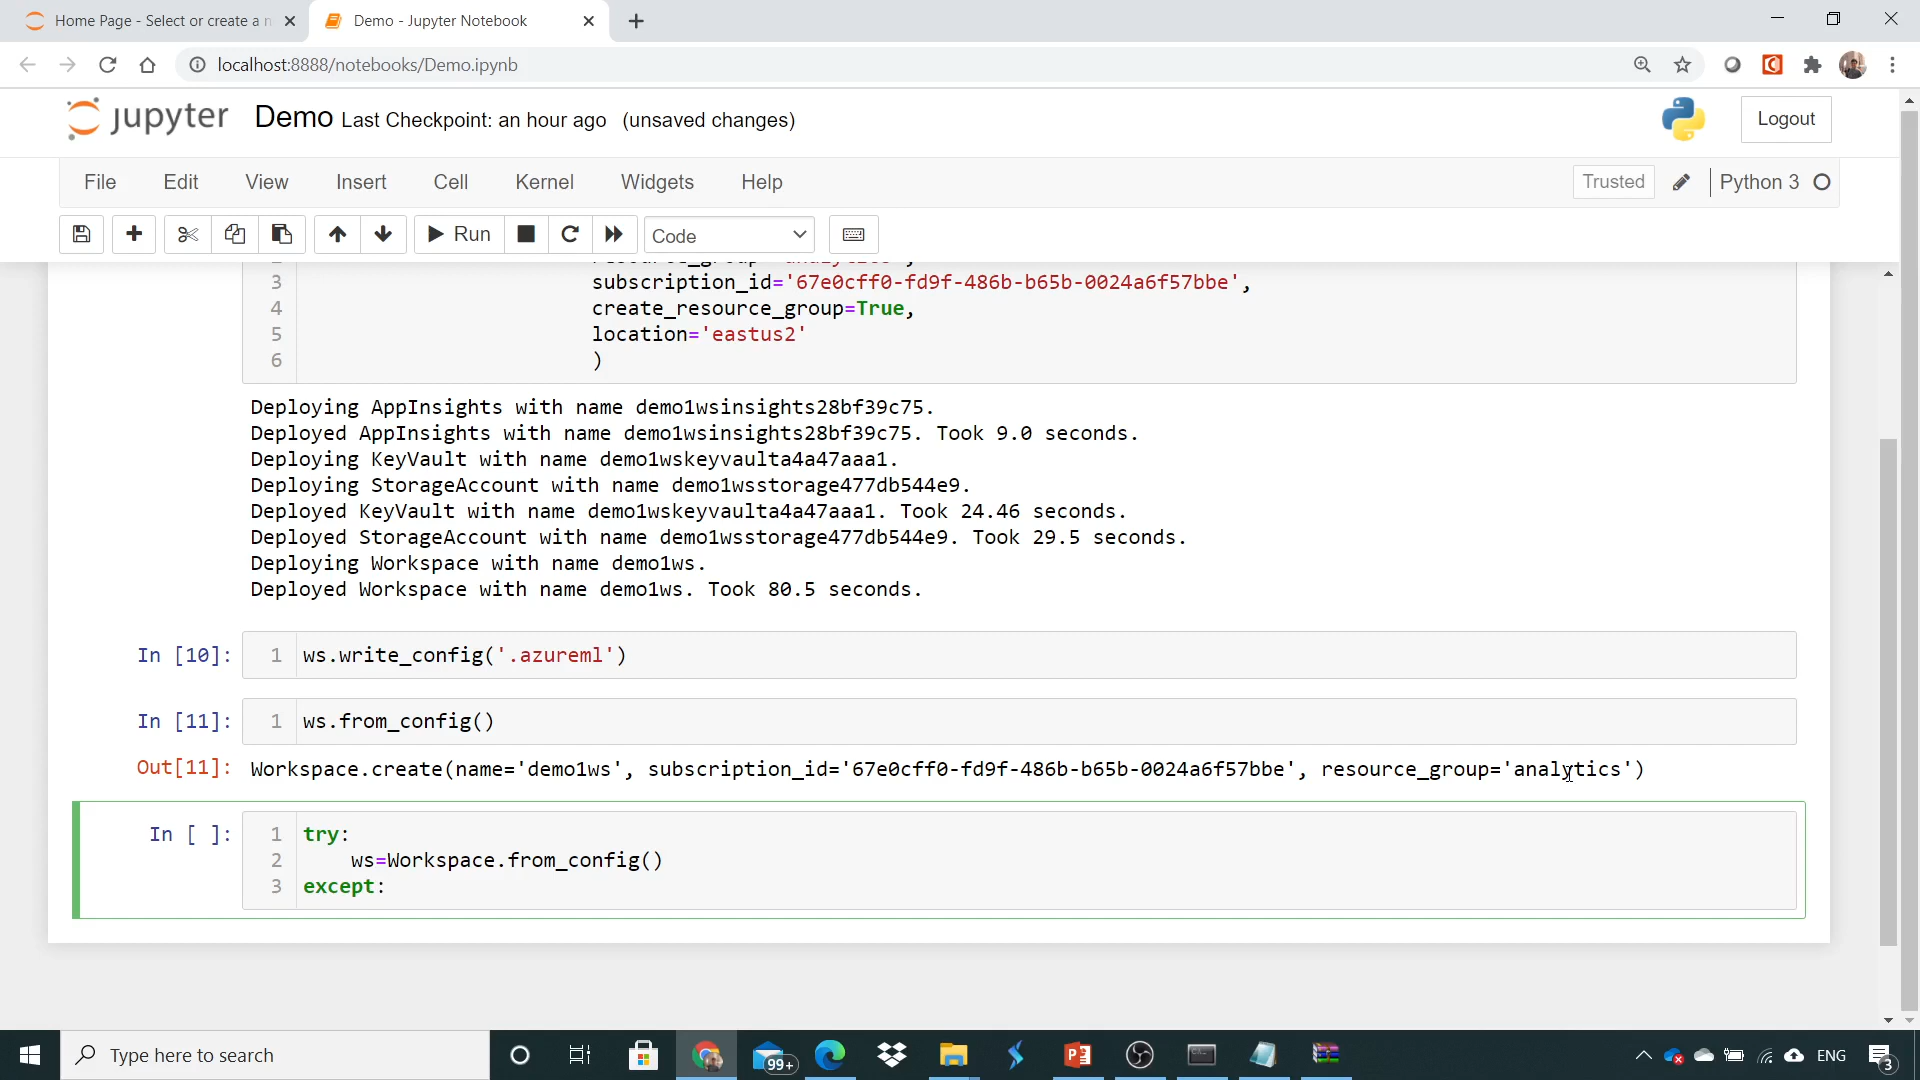 Home Page - Select or create a n
Demo - Jupyter Notebook
localhost:8888/notebooks/Demo.ipynb
jupyter Demo Last Checkpoint: an hour ago (unsaved changes)
Logout
File Edit View Insert Cell Kernel Widgets Help
Trusted Python 3
Run Code
3 subscription_id='67e0cff0-fd9f-486b-b65b-0024a6f57bbe',
4 create_resource_group=True,
5 location='eastus2'
6 )
Deploying AppInsights with name demo1wsinsights28bf39c75.
Deployed AppInsights with name demo1wsinsights28bf39c75. Took 9.0 seconds.
Deploying KeyVault with name demo1wskeyvaulta4a47aaa1.
Deploying StorageAccount with name demo1wsstorage477db544e9.
Deployed KeyVault with name demo1wskeyvaulta4a47aaa1. Took 24.46 seconds.
Deployed StorageAccount with name demo1wsstorage477db544e9. Took 29.5 seconds.
Deploying Workspace with name demo1ws.
Deployed Workspace with name demo1ws. Took 80.5 seconds.
In [10]: 1 ws.write_config('.azureml')
In [11]: 1 ws.from_config()
Out[11]: Workspace.create(name='demo1ws', subscription_id='67e0cff0-fd9f-486b-b65b-0024a6f57bbe', resource_group='analytics')
In [ ]: 1 try:
2 ws=Workspace.from_config()
3 except:
Type here to search
99+
ENG
3